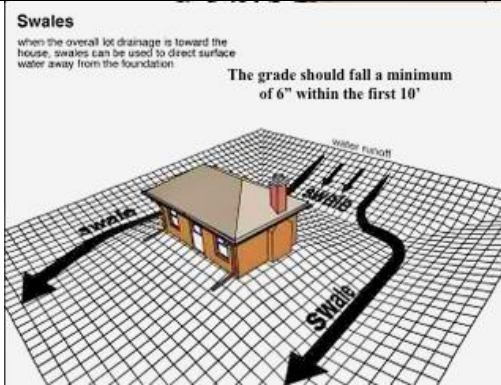 Swales
when the overall lot drainage is toward the
house, swales can be used to direct surface
water away from the foundation
The grade should fall a minimum
of 6” within the first 10’
water runoff
swale
swale
Swale